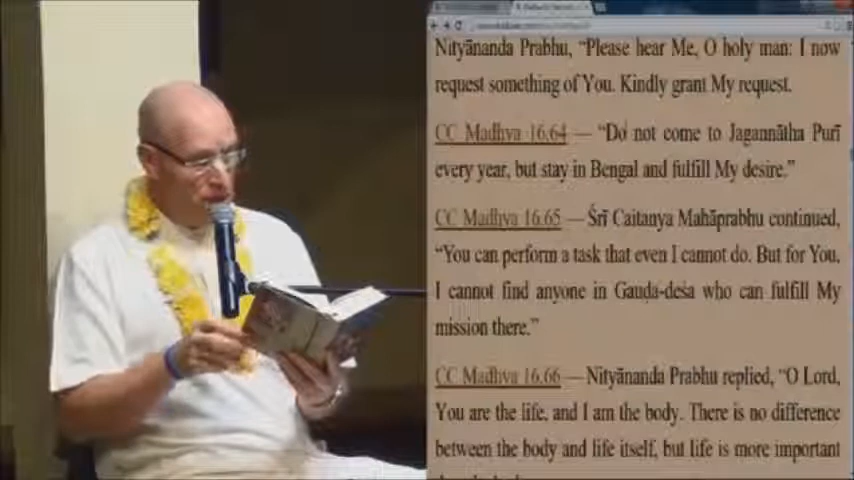 Nityānanda Prabhu, “Please hear Me, O holy man: I now
request something of You. Kindly grant My request.
CC Madhya 16.64 — “Do not come to Jagannātha Purī
every year, but stay in Bengal and fulfill My desire.”
CC Madhya 16.65 — Śrī Caitanya Mahāprabhu continued,
“You can perform a task that even I cannot do. But for You,
I cannot find anyone in Gauḍa-deśa who can fulfill My
mission there.”
CC Madhya 16.66 — Nityānanda Prabhu replied, “O Lord,
You are the life, and I am the body. There is no difference
between the body and life itself, but life is more important